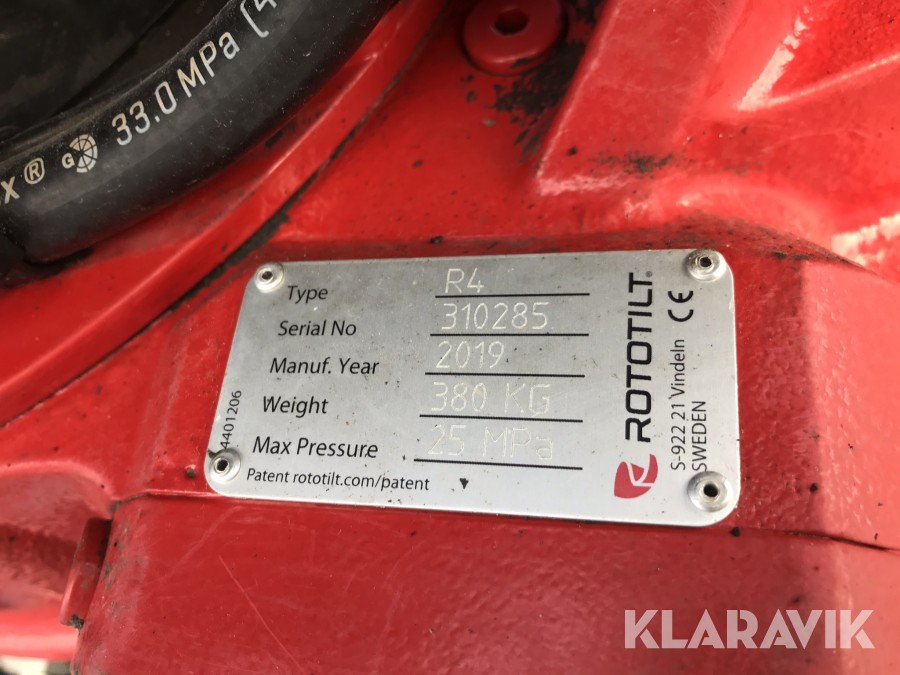 X® G 33.0 MPa (4
Type R4
Serial No 310285
Manuf. Year 2019
Weight 380 KG
Max Pressure 25 MPa
Patent rototilt.com/patent
4401206
ROTOTILT®
S-922 21 Vindeln
SWEDEN
CE
KLARAVIK